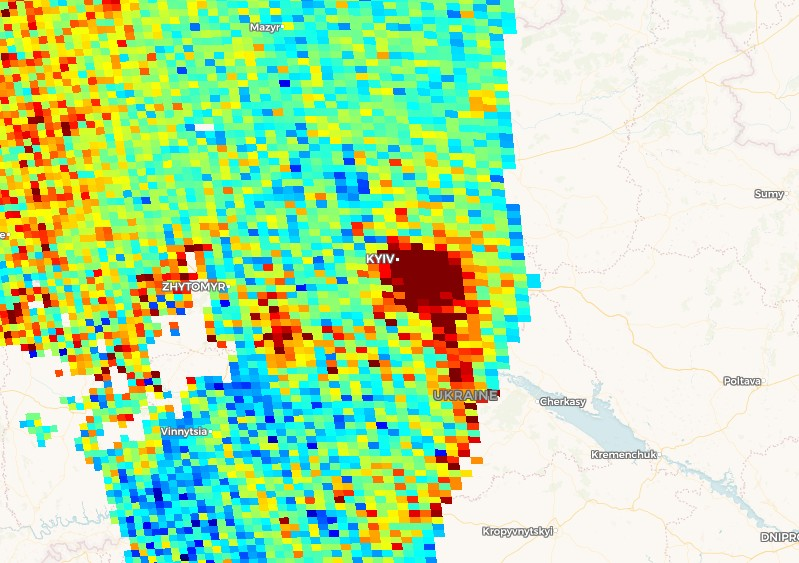 Mazyr
Sumy
e
KYIV
ZHYTOMYR
Poltava
UKRAINE
Cherkasy
Vinnytsia
Kremenchuk
Kropyvnytskyi
DNIPRO